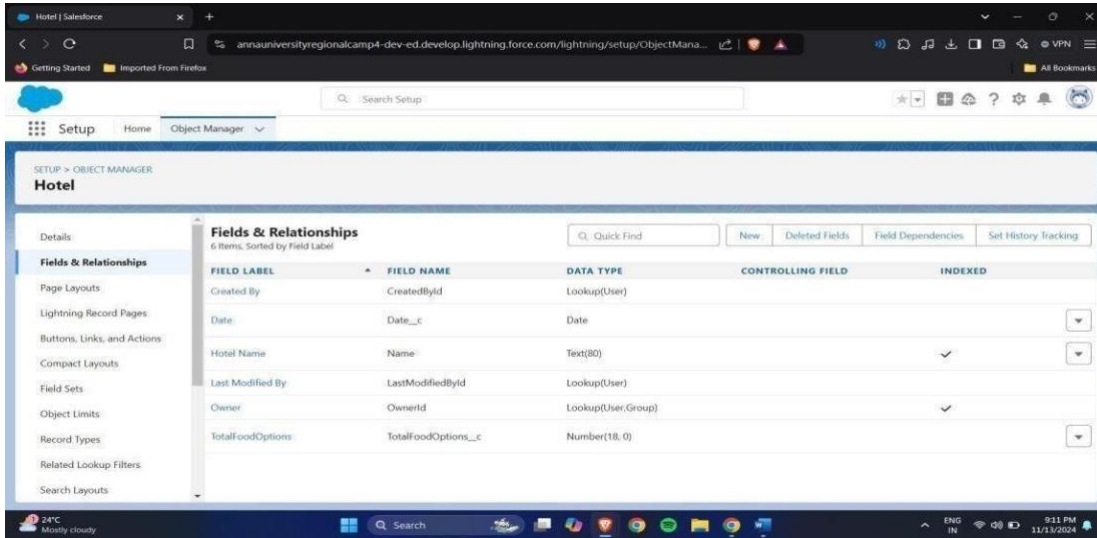 Hotel | Salesforce
annauniversityregionalcamp4-dev-ed.develop.lightning.force.com/lightning/setup/ObjectMana...
VPN
Getting Started Imported From Firefox All Bookmarks
Search Setup
Setup Home Object Manager
SETUP > OBJECT MANAGER
Hotel
Details
Fields & Relationships
Page Layouts
Lightning Record Pages
Buttons, Links, and Actions
Compact Layouts
Field Sets
Object Limits
Record Types
Related Lookup Filters
Search Layouts
Fields & Relationships
6 Items, Sorted by Field Label
Quick Find New Deleted Fields Field Dependencies Set History Tracking
FIELD LABEL FIELD NAME DATA TYPE CONTROLLING FIELD INDEXED
Created By CreatedById Lookup(User)
Date Date__c Date
Hotel Name Name Text(80)
Last Modified By LastModifiedById Lookup(User)
Owner OwnerId Lookup(User,Group)
TotalFoodOptions TotalFoodOptions__c Number(18, 0)
24°C
Mostly cloudy
Search
ENG
IN
9:11 PM
11/13/2024